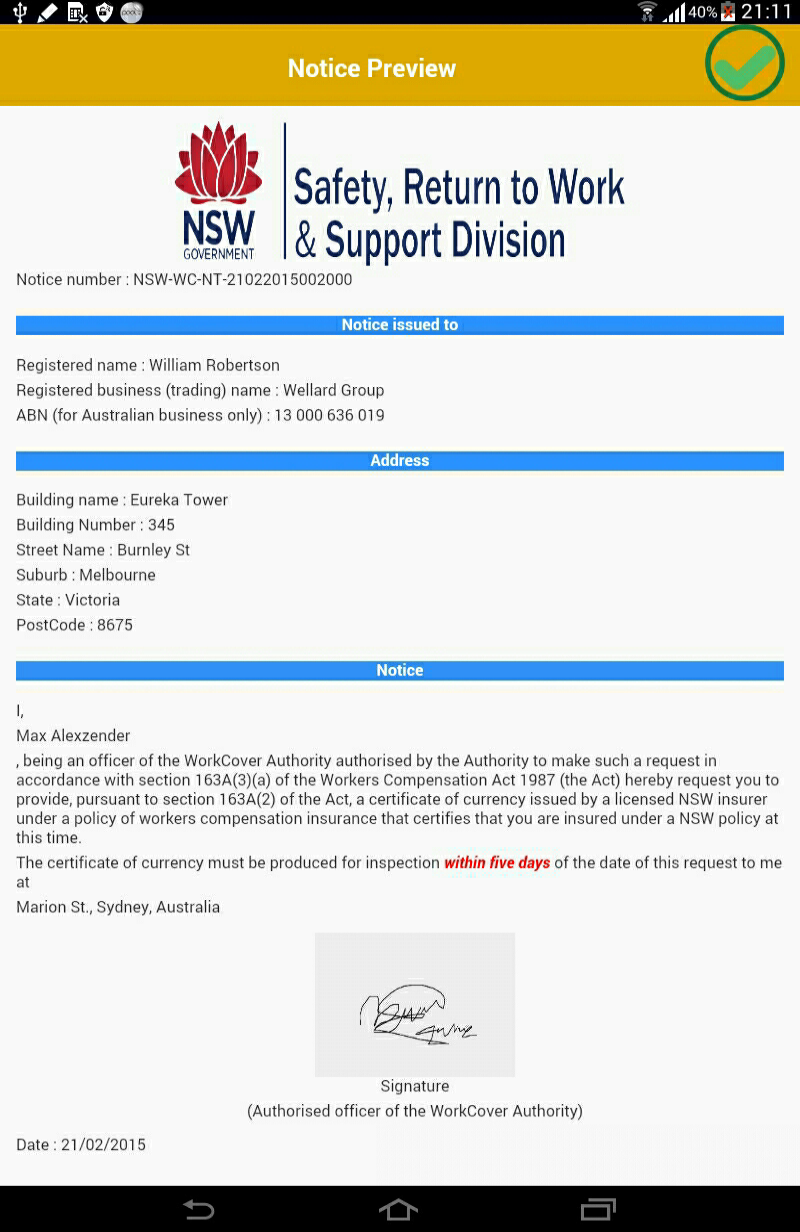 40% 21:11
Notice Preview
NSW
GOVERNMENT
Safety, Return to Work
& Support Division
Notice number : NSW-WC-NT-21022015002000
Notice issued to
Registered name : William Robertson
Registered business (trading) name : Wellard Group
ABN (for Australian business only) : 13 000 636 019
Address
Building name : Eureka Tower
Building Number : 345
Street Name : Burnley St
Suburb : Melbourne
State : Victoria
PostCode : 8675
Notice
I,
Max Alexzender
, being an officer of the WorkCover Authority authorised by the Authority to make such a request in
accordance with section 163A(3)(a) of the Workers Compensation Act 1987 (the Act) hereby request you to
provide, pursuant to section 163A(2) of the Act, a certificate of currency issued by a licensed NSW insurer
under a policy of workers compensation insurance that certifies that you are insured under a NSW policy at
this time.
The certificate of currency must be produced for inspection within five days of the date of this request to me
at
Marion St., Sydney, Australia
Signature
(Authorised officer of the WorkCover Authority)
Date : 21/02/2015